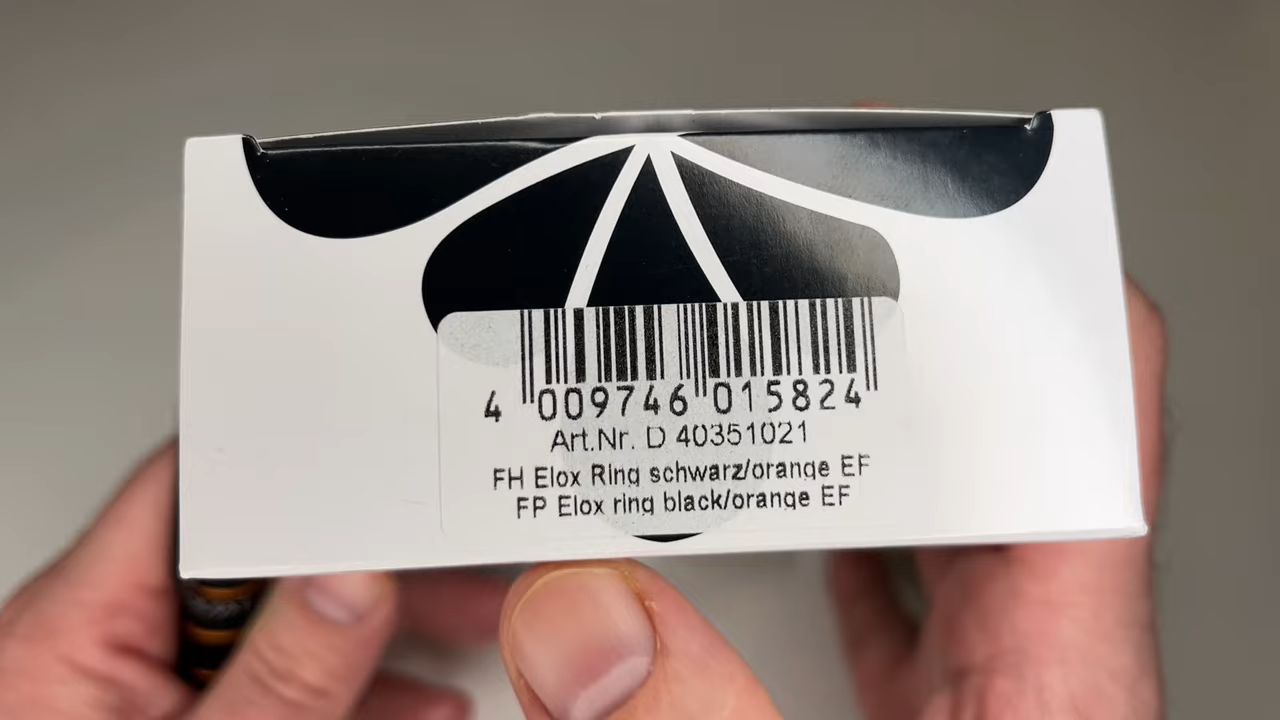 4 009746 015824
Art.Nr. D 40351021
FH Elox Ring schwarz/orange EF
FP Elox ring black/orange EF